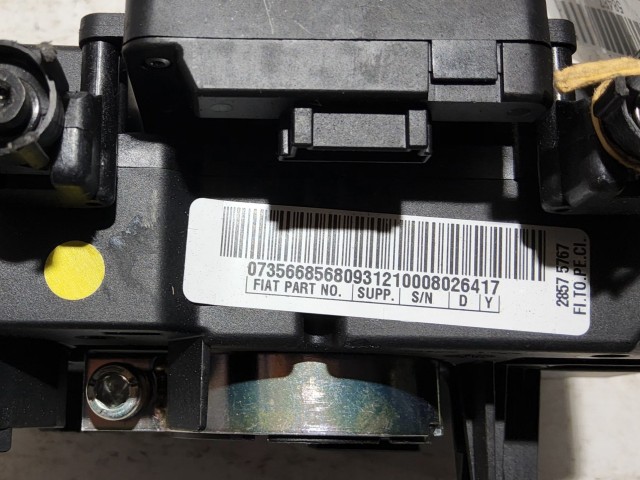 07356685680931210008026417
FIAT PART NO. SUPP. S/N D Y
2857 5767
FI.TO..PE.CI.